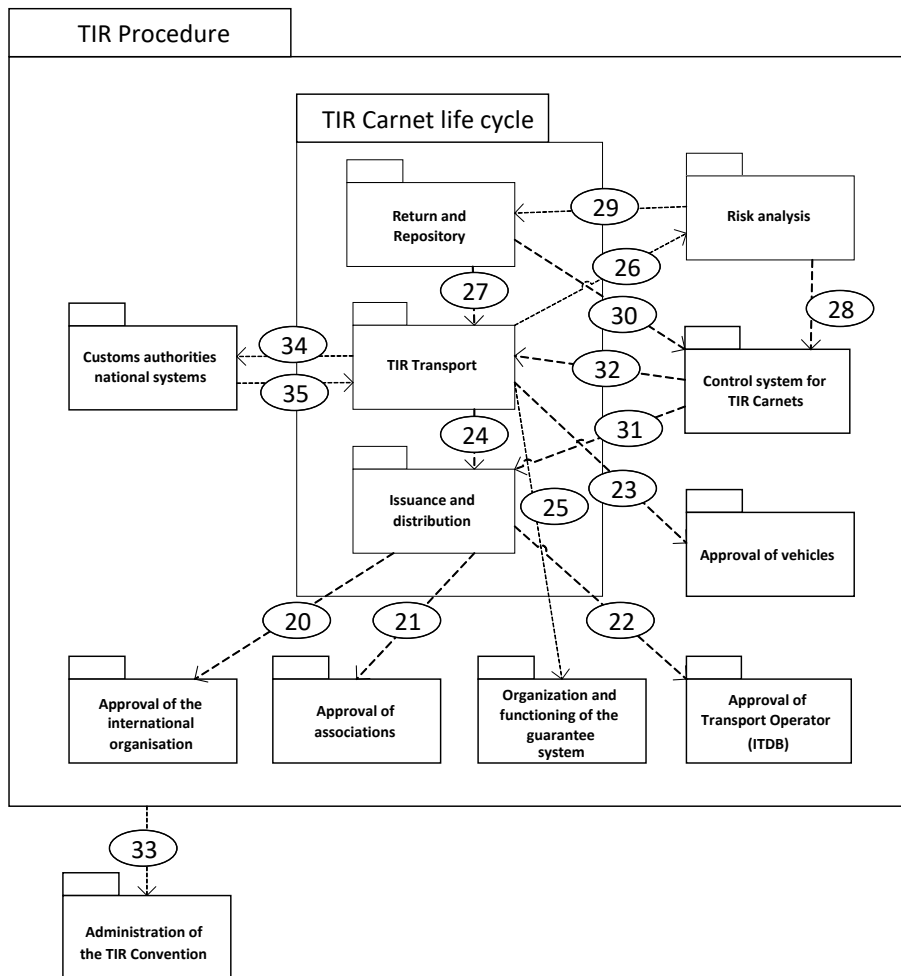 TIR Procedure
TIR Carnet life cycle
Return and
Repository
29
Risk analysis
26
27
30
28
Customs authorities
national systems
34
35
TIR Transport
32
Control system for
TIR Carnets
24
31
Issuance and
distribution
25
23
Approval of vehicles
20
21
22
Approval of the
international
organisation
Approval of
associations
Organization and
functioning of the
guarantee
system
Approval of
Transport Operator
(ITDB)
33
Administration of
the TIR Convention